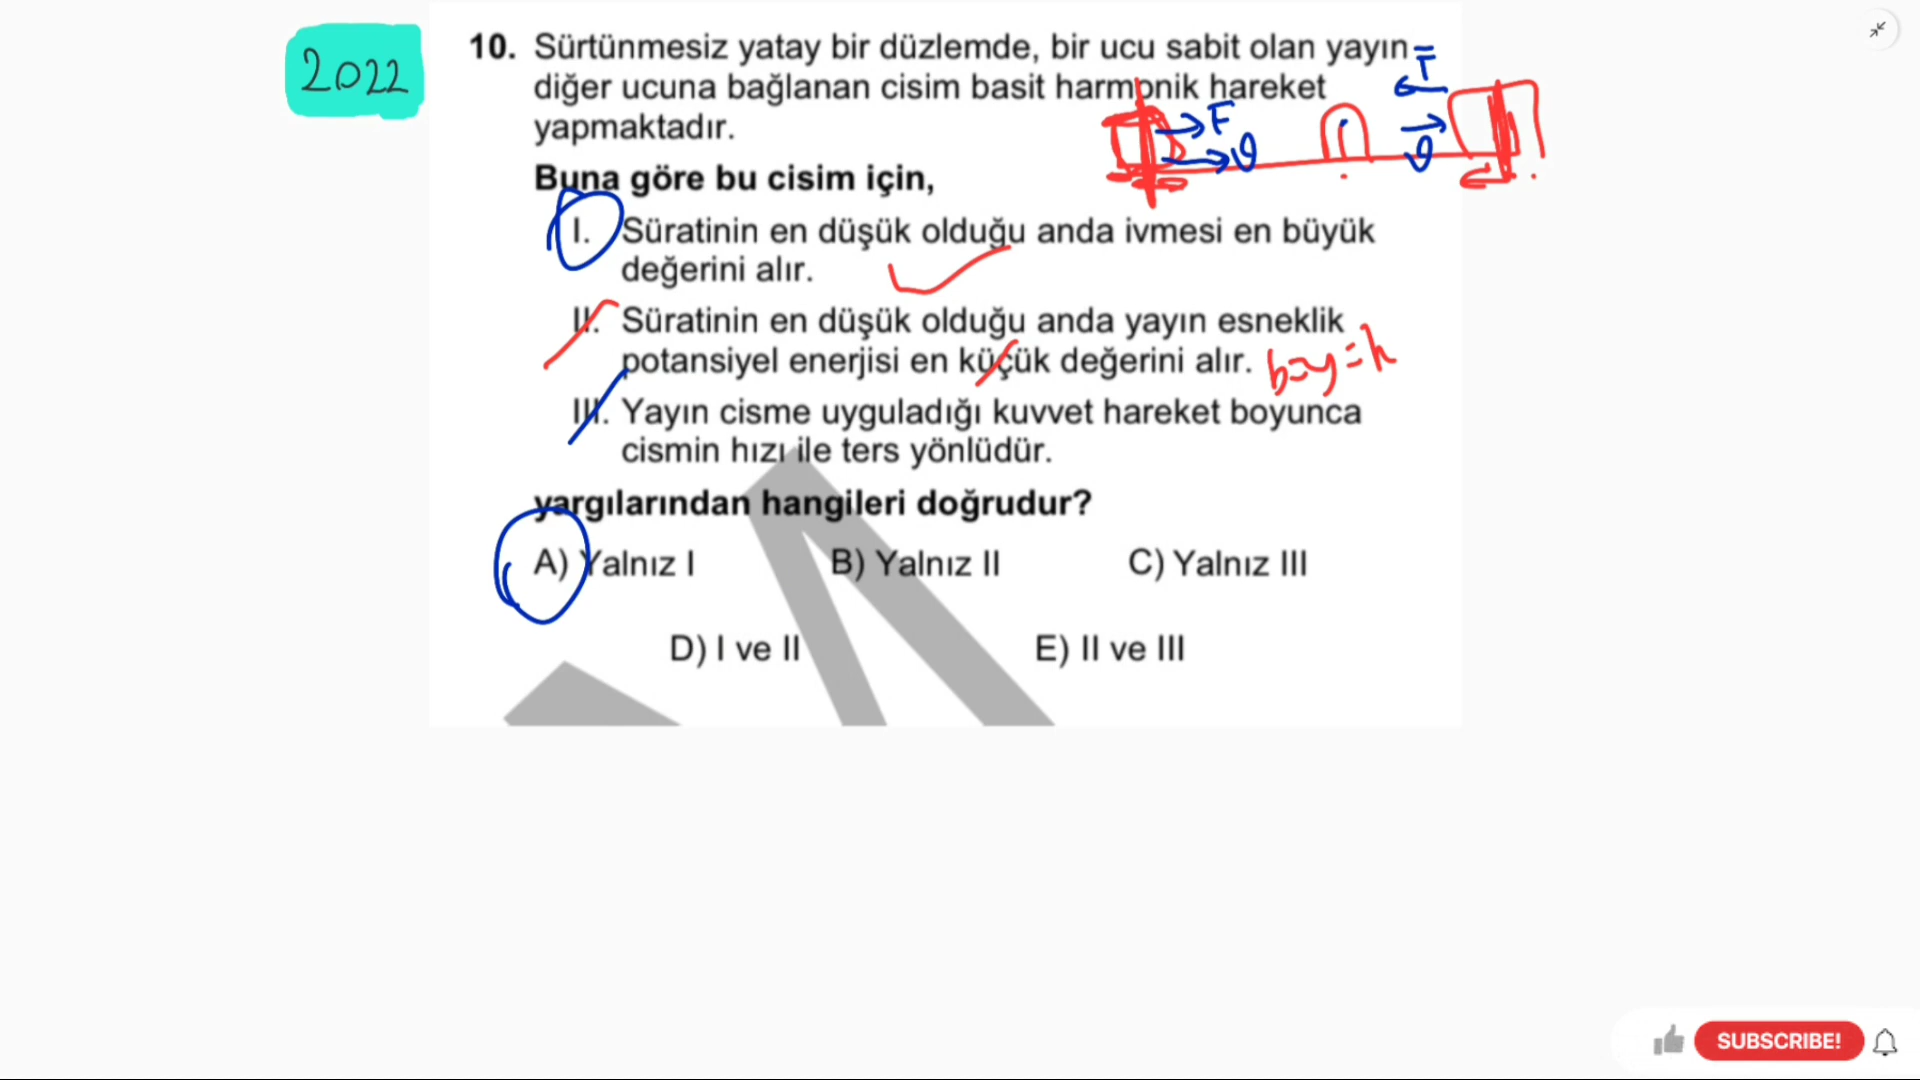 2022
10. Sürtünmesiz yatay bir düzlemde, bir ucu sabit olan yayın
diğer ucuna bağlanan cisim basit harmonik hareket
yapmaktadır.
F
F
ϑ
ϑ
Buna göre bu cisim için,
I. Süratinin en düşük olduğu anda ivmesi en büyük
değerini alır.
II. Süratinin en düşük olduğu anda yayın esneklik
potansiyel enerjisi en küçük değerini alır.
III. Yayın cisme uyguladığı kuvvet hareket boyunca
cismin hızı ile ters yönlüdür.
yargılarından hangileri doğrudur?
A) Yalnız I B) Yalnız II C) Yalnız III
D) I ve II E) II ve III
SUBSCRIBE!